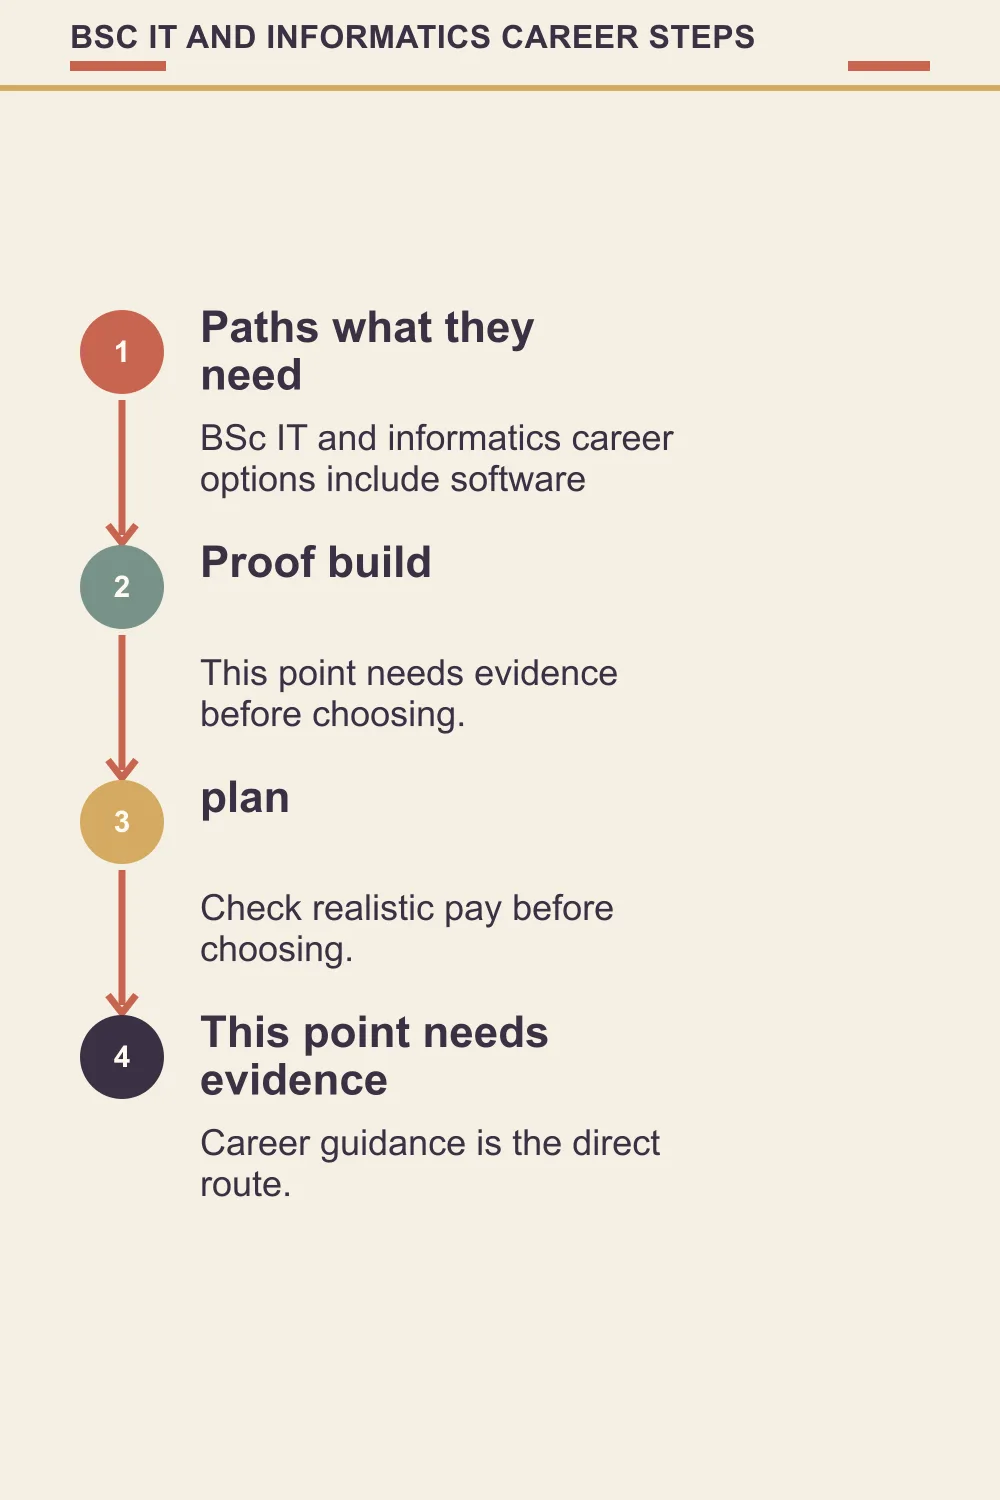 BSC IT AND INFORMATICS CAREER STEPS
1
Paths what they
need
BSc IT and informatics career
options include software
2
Proof build
This point needs evidence
before choosing.
3
plan
Check realistic pay before
choosing.
4
This point needs
evidence
Career guidance is the direct
route.